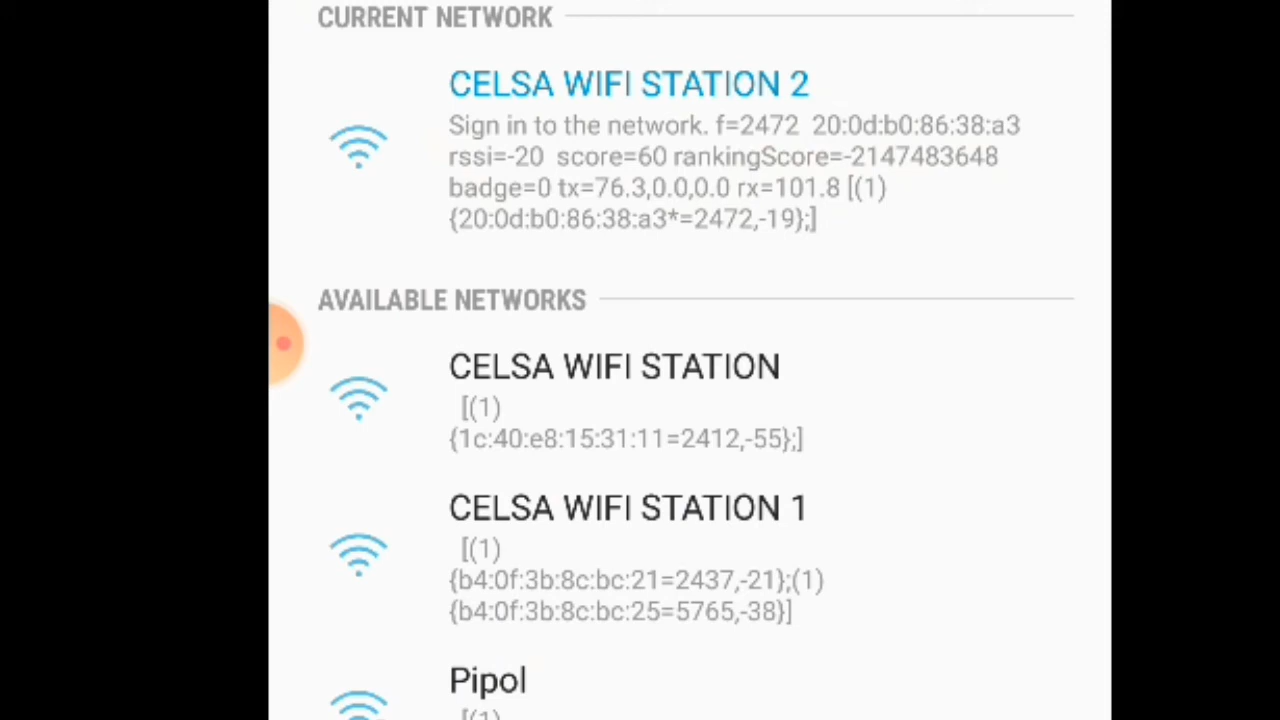 CURRENT NETWORK
CELSA WIFI STATION 2
Sign in to the network. f=2472 20:0d:b0:86:38:a3
rssi=-20 score=60 rankingScore=-2147483648
badge=0 tx=76.3,0.0,0.0 rx=101.8 [(1)
{20:0d:b0:86:38:a3*=2472,-19};]
AVAILABLE NETWORKS
CELSA WIFI STATION
[(1)
{1c:40:e8:15:31:11=2412,-55};]
CELSA WIFI STATION 1
[(1)
{b4:0f:3b:8c:bc:21=2437,-21};(1)
{b4:0f:3b:8c:bc:25=5765,-38}]
Pipol
[(1)